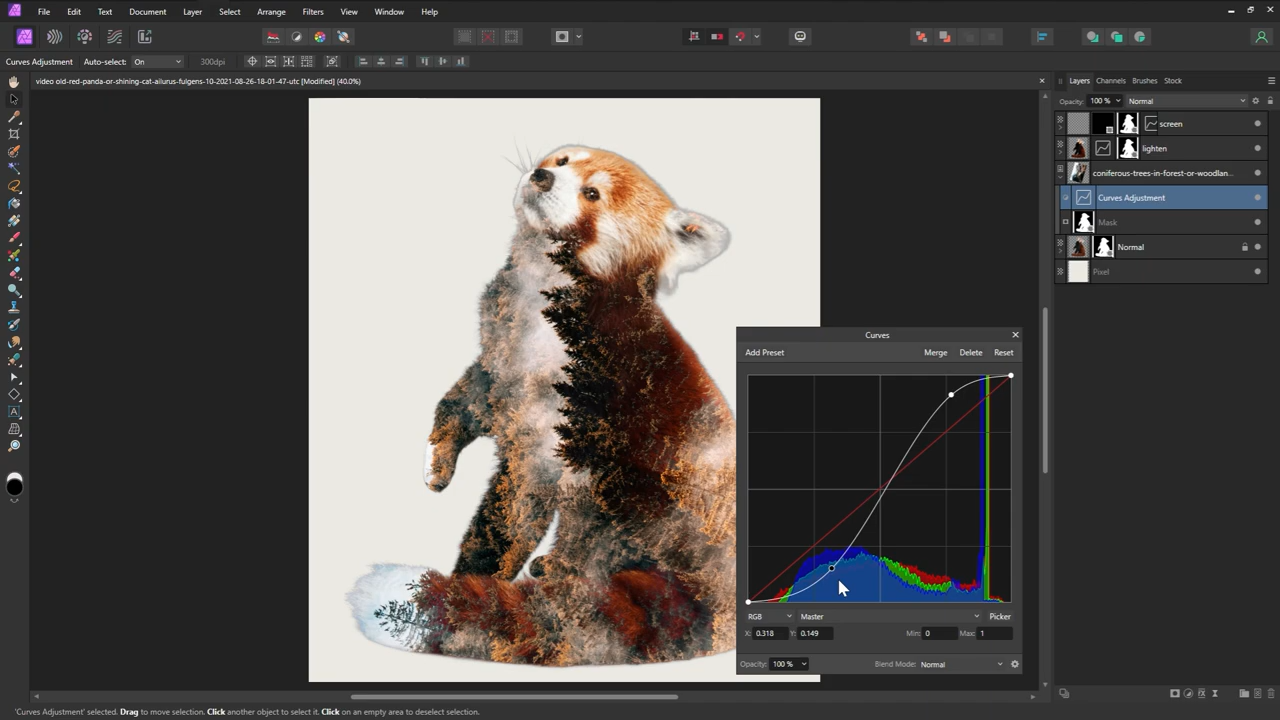 File Edit Text Document Layer Select Arrange Filters View Window Help
Curves Adjustment Auto-select: On 300dpi
video old-red-panda-or-shining-cat-ailurus-fulgens-10-2021-08-26-18-01-47-utc [Modified] (40.0%)
Layers Channels Brushes Stock
Opacity: 100 % Normal
screen
lenten
coniferous-trees-in-forest-or-woodlan...
Curves Adjustment
Mask
Normal
Pixel
Curves
Add Preset Merge Delete Reset
RGB Master Picker
X: 0.318 Y: 0.149 Min: 0 Max: 1
Opacity: 100 % Blend Mode: Normal
'Curves Adjustment' selected. Drag to move selection. Click another object to select it. Click on an empty area to deselect selection.